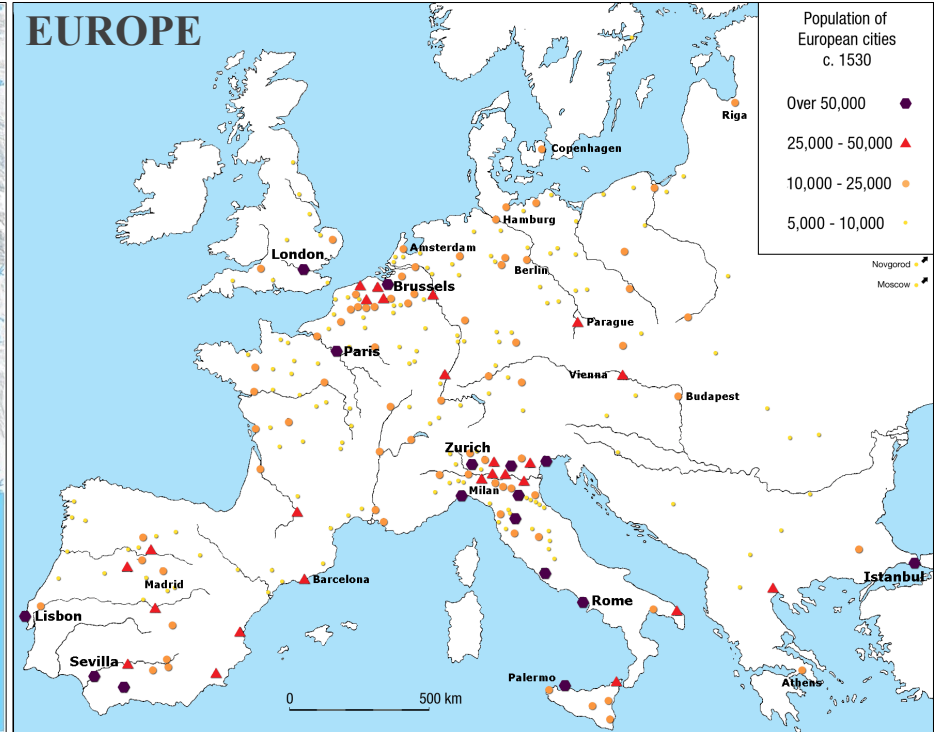 EUROPE
Population of
European cities
c. 1530
Over 50,000
25,000 - 50,000
10,000 - 25,000
5,000 - 10,000
Riga
Copenhagen
Hamburg
Amsterdam
London
Berlin
Novgorod
Moscow
Brussels
Parague
Paris
Vienna
Budapest
Zurich
Milan
Istanbul
Barcelona
Madrid
Rome
Lisbon
Sevilla
Palermo
Athens
0 500 km